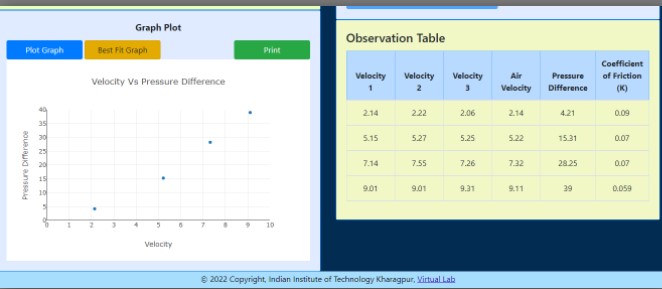 Graph Plot
Plot Graph
Best Fit Graph
Print
Velocity Vs Pressure Difference
Pressure Difference
40
35
30
25
20
15
10
5
0
0 1 2 3 4 5 6 7 8 9 10
Velocity
Observation Table
Velocity 1 Velocity 2 Velocity 3 Air Velocity Pressure Difference Coefficient of Friction (K)
2.14 2.22 2.06 2.14 4.21 0.09
5.15 5.27 5.25 5.22 15.31 0.07
7.14 7.55 7.26 7.32 28.25 0.07
9.01 9.01 9.31 9.11 39 0.059
© 2022 Copyright, Indian Institute of Technology Kharagpur, Virtual Lab